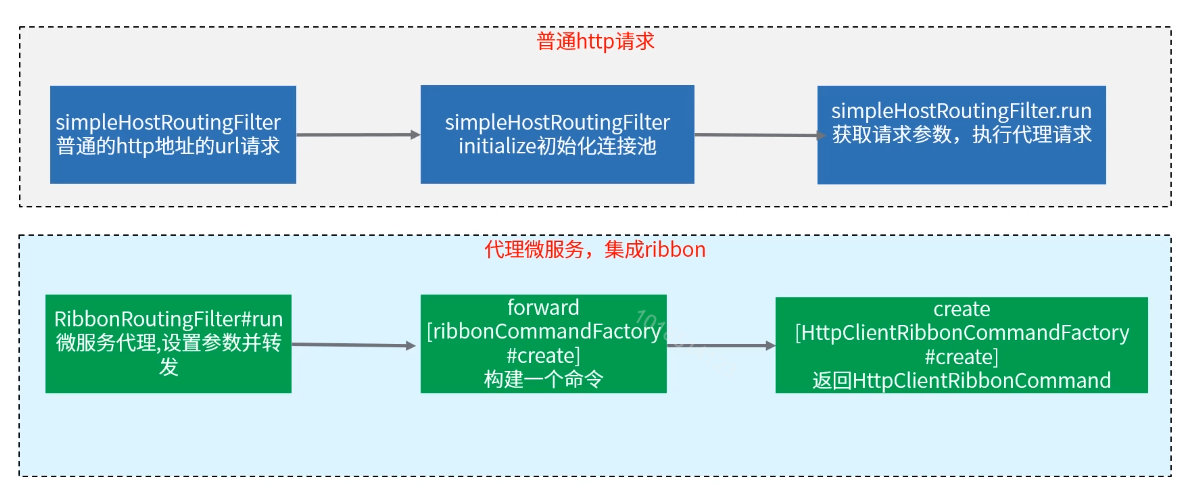 普通http请求
simpleHostRoutingFilter
普通的http地址的url请求
simpleHostRoutingFilter
initialize初始化连接池
simpleHostRoutingFilter.run
获取请求参数，执行代理请求
代理微服务，集成ribbon
RibbonRoutingFilter#run
微服务代理,设置参数并转
发
forward
[ribbonCommandFactory
#create]
构建一个命令
create
[HttpClientRibbonCommandFactory
#create]
返回HttpClientRibbonCommand